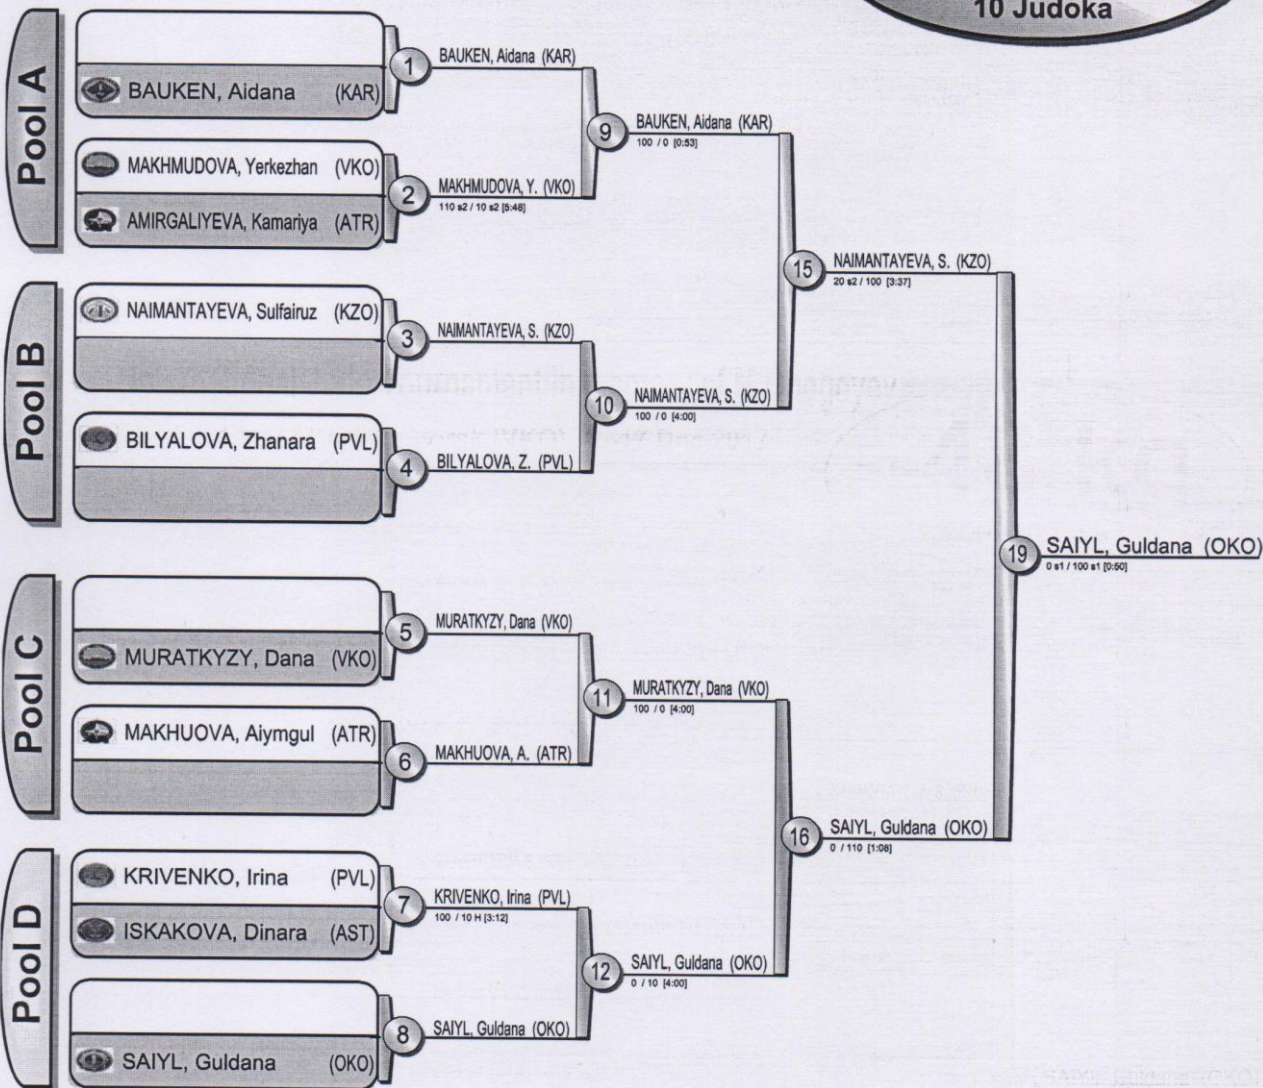 10 Judoka
Pool A
BAUKEN, Aidana (KAR)
MAKHMUDOVA, Yerkezhan (VKO)
AMIRGALIYEVA, Kamariya (ATR)
1
BAUKEN, Aidana (KAR)
2
MAKHMUDOVA, Y. (VKO)
110 s2 / 10 s2 [5:48]
9
BAUKEN, Aidana (KAR)
100 / 0 [0:53]
Pool B
NAIMANTAYEVA, Sulfairuz (KZO)
BILYALOVA, Zhanara (PVL)
3
NAIMANTAYEVA, S. (KZO)
4
BILYALOVA, Z. (PVL)
10
NAIMANTAYEVA, S. (KZO)
100 / 0 [4:00]
15
NAIMANTAYEVA, S. (KZO)
20 s2 / 100 [3:37]
Pool C
MURATKYZY, Dana (VKO)
MAKHUOVA, Aiymgul (ATR)
5
MURATKYZY, Dana (VKO)
6
MAKHUOVA, A. (ATR)
11
MURATKYZY, Dana (VKO)
100 / 0 [4:00]
Pool D
KRIVENKO, Irina (PVL)
ISKAKOVA, Dinara (AST)
SAIYL, Guldana (OKO)
7
KRIVENKO, Irina (PVL)
100 / 10 H [3:12]
8
SAIYL, Guldana (OKO)
12
SAIYL, Guldana (OKO)
0 / 10 [4:00]
16
SAIYL, Guldana (OKO)
0 / 110 [1:08]
19
SAIYL, Guldana (OKO)
0 s1 / 100 s1 [0:50]